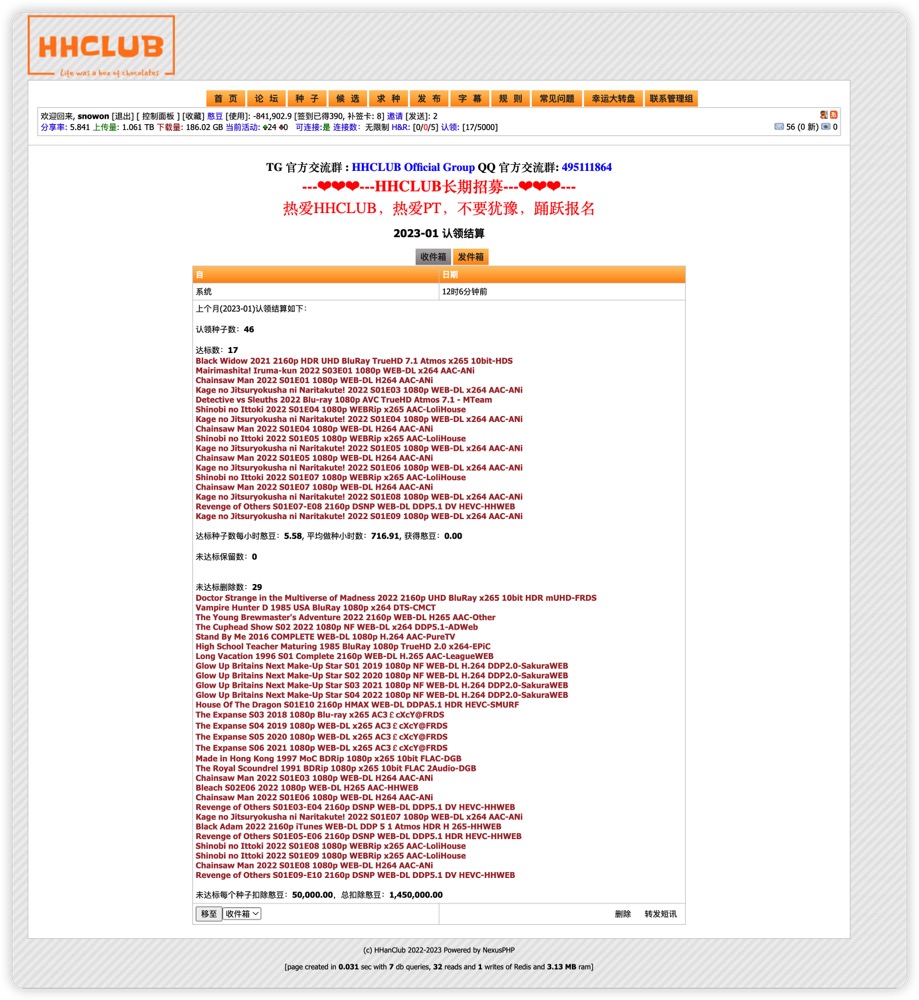 HHCLUB
Life was a box of chocolates
首 页 论 坛 种 子 候 选 求 种 发 布 字 幕 规 则 常见问题 幸运大转盘 联系管理组
欢迎回来, snowon [退出] [ 控制面板 ] [收藏] 憨豆 [使用]: -841,902.9 [签到已得390, 补签卡: 8] 邀请 [发送]: 2
分享率: 5.841 上传量: 1.061 TB 下载量: 186.02 GB 当前活动: 24 0 可连接:是 连接数: 无限制 H&R: [0/0/5] 认领: [17/5000]
56 (0 新) 0
TG 官方交流群 : HHCLUB Official Group QQ 官方交流群: 495111864
---❤❤❤---HHCLUB长期招募---❤❤❤---
热爱HHCLUB，热爱PT，不要犹豫，踊跃报名
2023-01 认领结算
收件箱 发件箱
自 日期
系统 12时6分钟前
上个月(2023-01)认领结算如下：
认领种子数：46
达标数：17
Black Widow 2021 2160p HDR UHD BluRay TrueHD 7.1 Atmos x265 10bit-HDS
Mairimashita! Iruma-kun 2022 S03E01 1080p WEB-DL x264 AAC-ANi
Chainsaw Man 2022 S01E01 1080p WEB-DL H264 AAC-ANi
Kage no Jitsuryokusha ni Naritakute! 2022 S01E03 1080p WEB-DL x264 AAC-ANi
Detective vs Sleuths 2022 Blu-ray 1080p AVC TrueHD Atmos 7.1 - MTeam
Shinobi no Ittoki 2022 S01E04 1080p WEBRip x265 AAC-LoliHouse
Kage no Jitsuryokusha ni Naritakute! 2022 S01E04 1080p WEB-DL x264 AAC-ANi
Chainsaw Man 2022 S01E04 1080p WEB-DL H264 AAC-ANi
Shinobi no Ittoki 2022 S01E05 1080p WEBRip x265 AAC-LoliHouse
Kage no Jitsuryokusha ni Naritakute! 2022 S01E05 1080p WEB-DL x264 AAC-ANi
Chainsaw Man 2022 S01E05 1080p WEB-DL H264 AAC-ANi
Kage no Jitsuryokusha ni Naritakute! 2022 S01E06 1080p WEB-DL x264 AAC-ANi
Shinobi no Ittoki 2022 S01E07 1080p WEBRip x265 AAC-LoliHouse
Chainsaw Man 2022 S01E07 1080p WEB-DL H264 AAC-ANi
Kage no Jitsuryokusha ni Naritakute! 2022 S01E08 1080p WEB-DL x264 AAC-ANi
Revenge of Others S01E07-E08 2160p DSNP WEB-DL DDP5.1 DV HEVC-HHWEB
Kage no Jitsuryokusha ni Naritakute! 2022 S01E09 1080p WEB-DL x264 AAC-ANi
达标种子数每小时憨豆：5.58, 平均做种小时数：716.91, 获得憨豆：0.00
未达标保留数：0
未达标删除数：29
Doctor Strange in the Multiverse of Madness 2022 2160p UHD BluRay x265 10bit HDR mUHD-FRDS
Vampire Hunter D 1985 USA BluRay 1080p x264 DTS-CMCT
The Young Brewmaster's Adventure 2022 2160p WEB-DL H265 AAC-Other
The Cuphead Show S02 2022 1080p NF WEB-DL x264 DDP5.1-ADWeb
Stand By Me 2016 COMPLETE WEB-DL 1080p H.264 AAC-PureTV
High School Teacher Maturing 1985 BluRay 1080p TrueHD 2.0 x264-EPiC
Long Vacation 1996 S01 Complete 2160p WEB-DL H.265 AAC-LeagueWEB
Glow Up Britains Next Make-Up Star S01 2019 1080p NF WEB-DL H.264 DDP2.0-SakuraWEB
Glow Up Britains Next Make-Up Star S02 2020 1080p NF WEB-DL H.264 DDP2.0-SakuraWEB
Glow Up Britains Next Make-Up Star S03 2021 1080p NF WEB-DL H.264 DDP2.0-SakuraWEB
Glow Up Britains Next Make-Up Star S04 2022 1080p NF WEB-DL H.264 DDP2.0-SakuraWEB
House Of The Dragon S01E10 2160p HMAX WEB-DL DDPA5.1 HDR HEVC-SMURF
The Expanse S03 2018 1080p Blu-ray x265 AC3￡cXcY@FRDS
The Expanse S04 2019 1080p WEB-DL x265 AC3￡cXcY@FRDS
The Expanse S05 2020 1080p WEB-DL x265 AC3￡cXcY@FRDS
The Expanse S06 2021 1080p WEB-DL x265 AC3￡cXcY@FRDS
Made in Hong Kong 1997 MoC BDRip 1080p x265 10bit FLAC-DGB
The Royal Scoundrel 1991 BDRip 1080p x265 10bit FLAC 2Audio-DGB
Chainsaw Man 2022 S01E03 1080p WEB-DL H264 AAC-ANi
Bleach S02E06 2022 1080p WEB-DL H265 AAC-HHWEB
Chainsaw Man 2022 S01E06 1080p WEB-DL H264 AAC-ANi
Revenge of Others S01E03-E04 2160p DSNP WEB-DL DDP5.1 DV HEVC-HHWEB
Kage no Jitsuryokusha ni Naritakute! 2022 S01E07 1080p WEB-DL x264 AAC-ANi
Black Adam 2022 2160p iTunes WEB-DL DDP 5 1 Atmos HDR H 265-HHWEB
Revenge of Others S01E05-E06 2160p DSNP WEB-DL DDP5.1 HDR HEVC-HHWEB
Shinobi no Ittoki 2022 S01E08 1080p WEBRip x265 AAC-LoliHouse
Shinobi no Ittoki 2022 S01E09 1080p WEBRip x265 AAC-LoliHouse
Chainsaw Man 2022 S01E08 1080p WEB-DL H264 AAC-ANi
Revenge of Others S01E09-E10 2160p DSNP WEB-DL DDP5.1 DV HEVC-HHWEB
未达标每个种子扣除憨豆：50,000.00，总扣除憨豆：1,450,000.00
移至 收件箱 删除 转发短讯
(c) HHanClub 2022-2023 Powered by NexusPHP
[page created in 0.031 sec with 7 db queries, 32 reads and 1 writes of Redis and 3.13 MB ram]